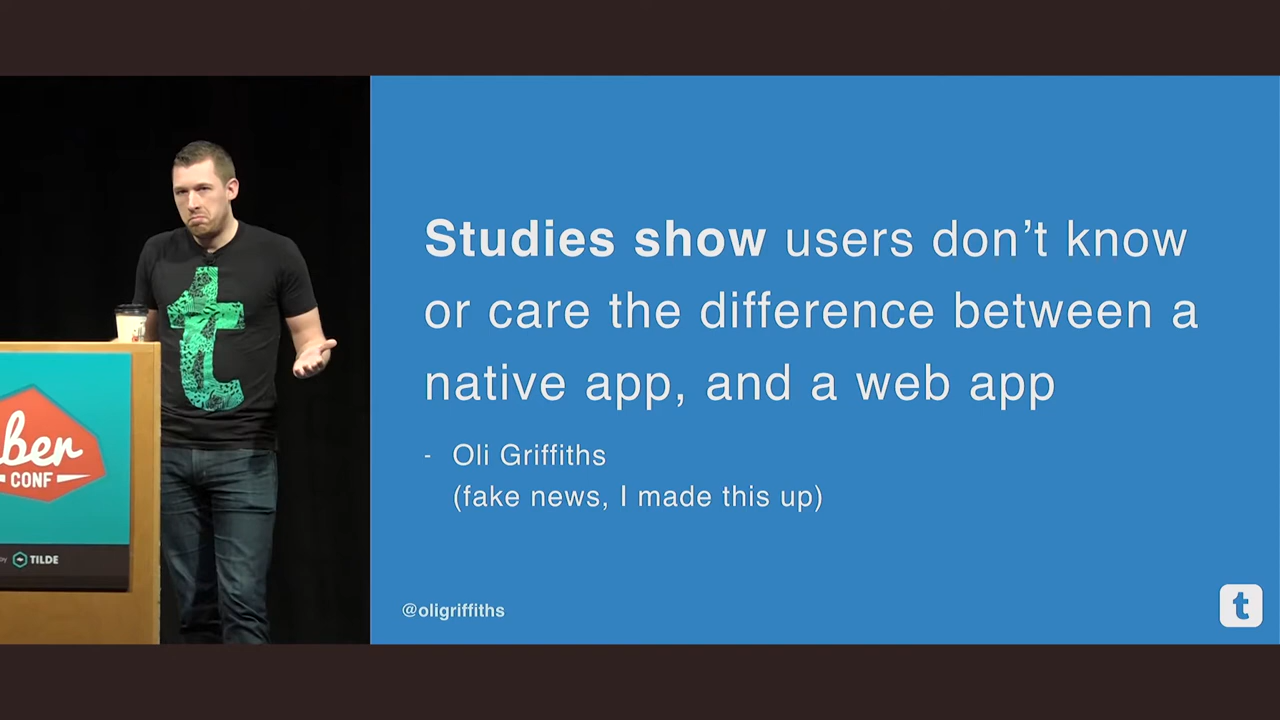 Studies show users don't know
or care the difference between a
native app, and a web app
- Oli Griffiths
(fake news, I made this up)
@oligriffiths
t
t
ber
CONF
by TILDE